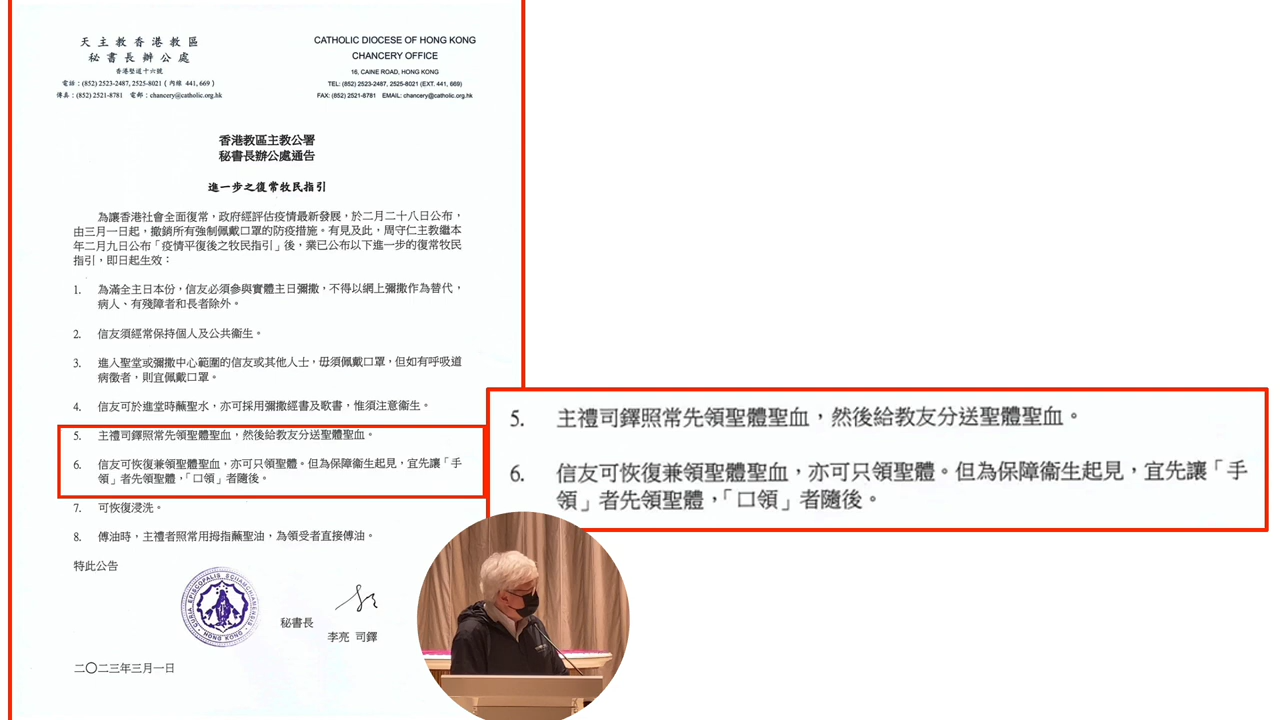 天主教香港教區
秘書長辦公處
香港堅道十六號
電話：(852) 2523-2487, 2525-8021 ( 內線 441, 669 )
傳真：(852) 2521-8781 電郵：chancery@catholic.org.hk
CATHOLIC DIOCESE OF HONG KONG
CHANCERY OFFICE
16, CAINE ROAD, HONG KONG
TEL: (852) 2523-2487, 2525-8021 (EXT. 441, 669)
FAX: (852) 2521-8781 EMAIL: chancery@catholic.org.hk
香港教區主教公署
秘書長辦公處通告
進一步之復常牧民指引
為讓香港社會全面復常，政府經評估疫情最新發展，於二月二十八日公布，
由三月一日起，撤銷所有強制佩戴口罩的防疫措施。有見及此，周守仁主教繼本
年二月九日公布「疫情平復後之牧民指引」後，業已公布以下進一步的復常牧民
指引，即日起生效：
1. 為滿全主日本份，信友必須參與實體主日彌撒，不得以網上彌撒作為替代，
病人、有殘障者和長者除外。
2. 信友須經常保持個人及公共衞生。
3. 進入聖堂或彌撒中心範圍的信友或其他人士，毋須佩戴口罩，但如有呼吸道
病徵者，則宜佩戴口罩。
4. 信友可於進堂時蘸聖水，亦可採用彌撒經書及歌書，惟須注意衞生。
5. 主禮司鐸照常先領聖體聖血，然後給教友分送聖體聖血。
6. 信友可恢復兼領聖體聖血，亦可只領聖體。但為保障衞生起見，宜先讓「手
領」者先領聖體，「口領」者隨後。
7. 可恢復浸洗。
8. 傅油時，主禮者照常用拇指蘸聖油，為領受者直接傅油。
特此公告
CURIA EPISCOPALIS SCIAMCHIAMENSIS
HONG KONG
秘書長
李亮 司鐸
二〇二三年三月一日
5. 主禮司鐸照常先領聖體聖血，然後給教友分送聖體聖血。
6. 信友可恢復兼領聖體聖血，亦可只領聖體。但為保障衞生起見，宜先讓「手
領」者先領聖體，「口領」者隨後。